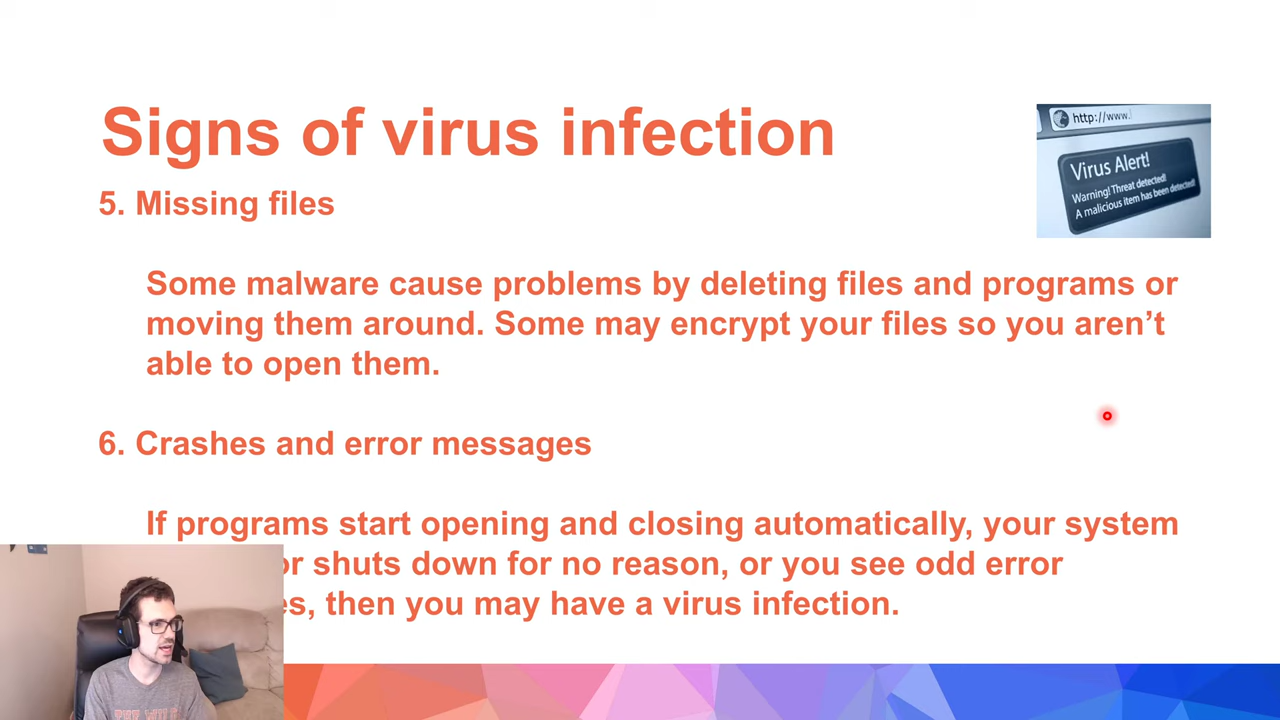 Signs of virus infection
http://www.
Virus Alert!
Warning! Threat detected!
A malicious item has been detected!
5. Missing files
Some malware cause problems by deleting files and programs or
moving them around. Some may encrypt your files so you aren’t
able to open them.
6. Crashes and error messages
If programs start opening and closing automatically, your system
or shuts down for no reason, or you see odd error
then you may have a virus infection.